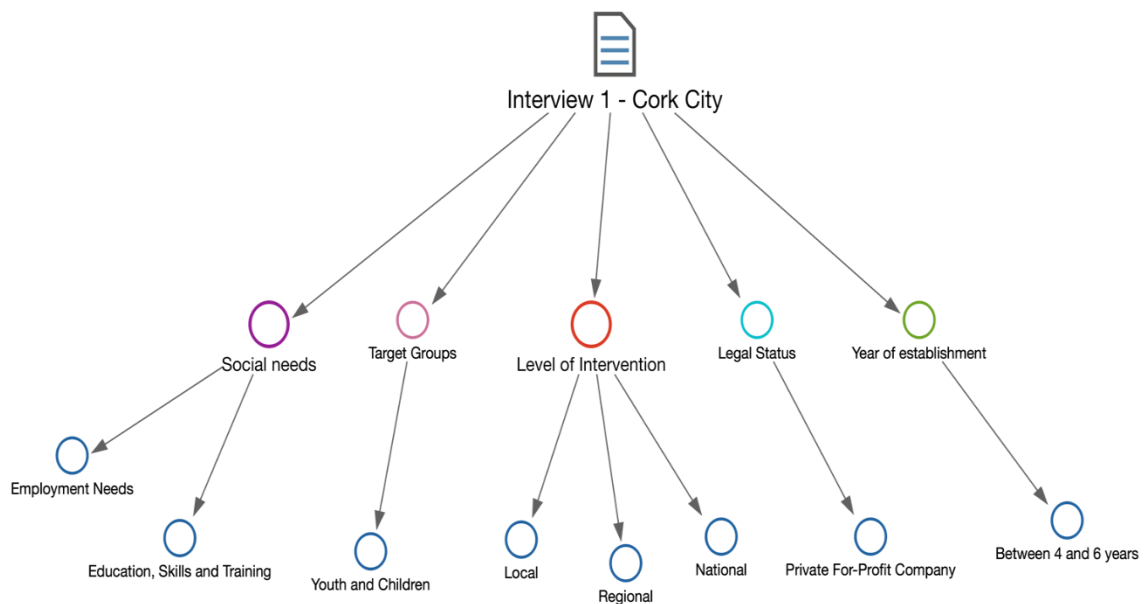 Interview 1 - Cork City
Social needs
Target Groups
Level of Intervention
Legal Status
Year of establishment
Employment Needs
Education, Skills and Training
Youth and Children
Local
Regional
National
Private For-Profit Company
Between 4 and 6 years